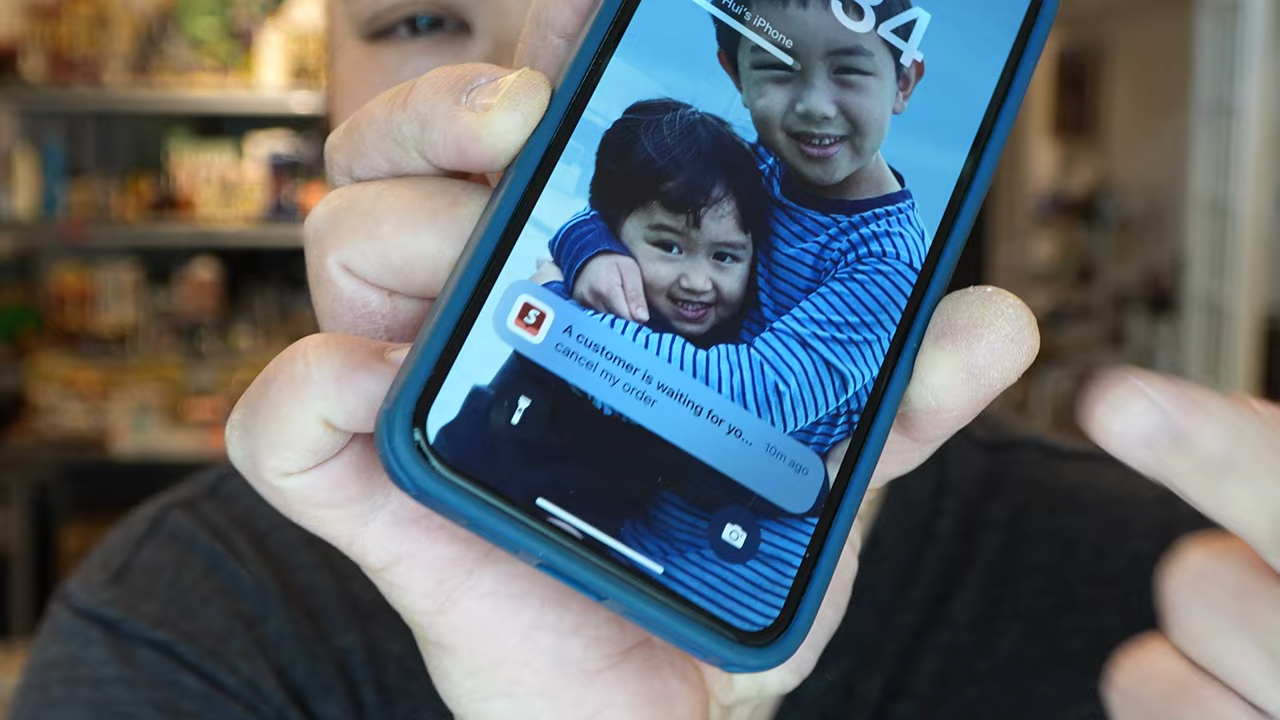 Hui's iPhone
34
S
A customer is waiting for yo...
10m ago
cancel my order